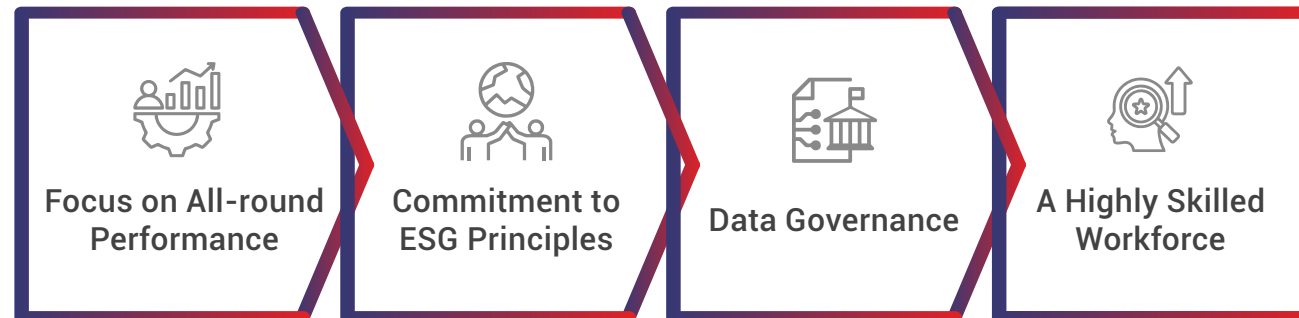 Focus on All-round
Performance
Commitment to
ESG Principles
Data Governance
A Highly Skilled
Workforce